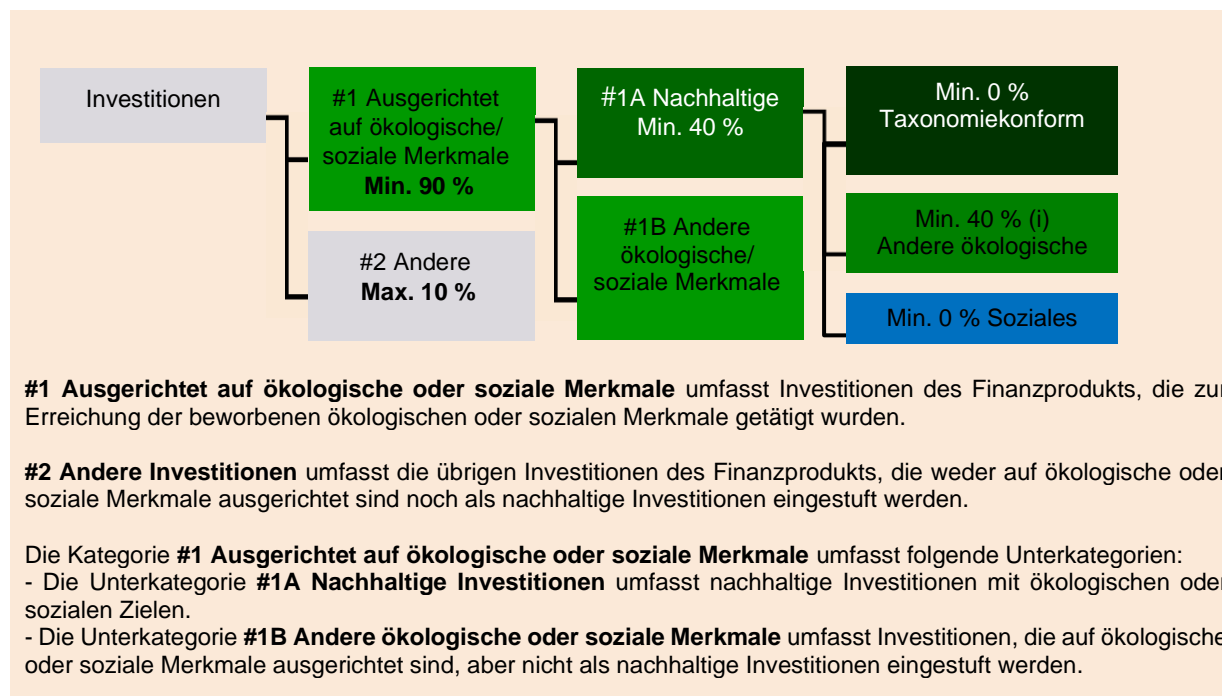 Investitionen
#1 Ausgerichtet
auf ökologische/
soziale Merkmale
Min. 90 %
#2 Andere
Max. 10 %
#1A Nachhaltige
Min. 40 %
#1B Andere
ökologische/
soziale Merkmale
Min. 0 %
Taxonomiekonform
Min. 40 % (i)
Andere ökologische
Min. 0 % Soziales
#1 Ausgerichtet auf ökologische oder soziale Merkmale umfasst Investitionen des Finanzprodukts, die zur
Erreichung der beworbenen ökologischen oder sozialen Merkmale getätigt wurden.
#2 Andere Investitionen umfasst die übrigen Investitionen des Finanzprodukts, die weder auf ökologische oder
soziale Merkmale ausgerichtet sind noch als nachhaltige Investitionen eingestuft werden.
Die Kategorie #1 Ausgerichtet auf ökologische oder soziale Merkmale umfasst folgende Unterkategorien:
- Die Unterkategorie #1A Nachhaltige Investitionen umfasst nachhaltige Investitionen mit ökologischen oder
sozialen Zielen.
- Die Unterkategorie #1B Andere ökologische oder soziale Merkmale umfasst Investitionen, die auf ökologische
oder soziale Merkmale ausgerichtet sind, aber nicht als nachhaltige Investitionen eingestuft werden.